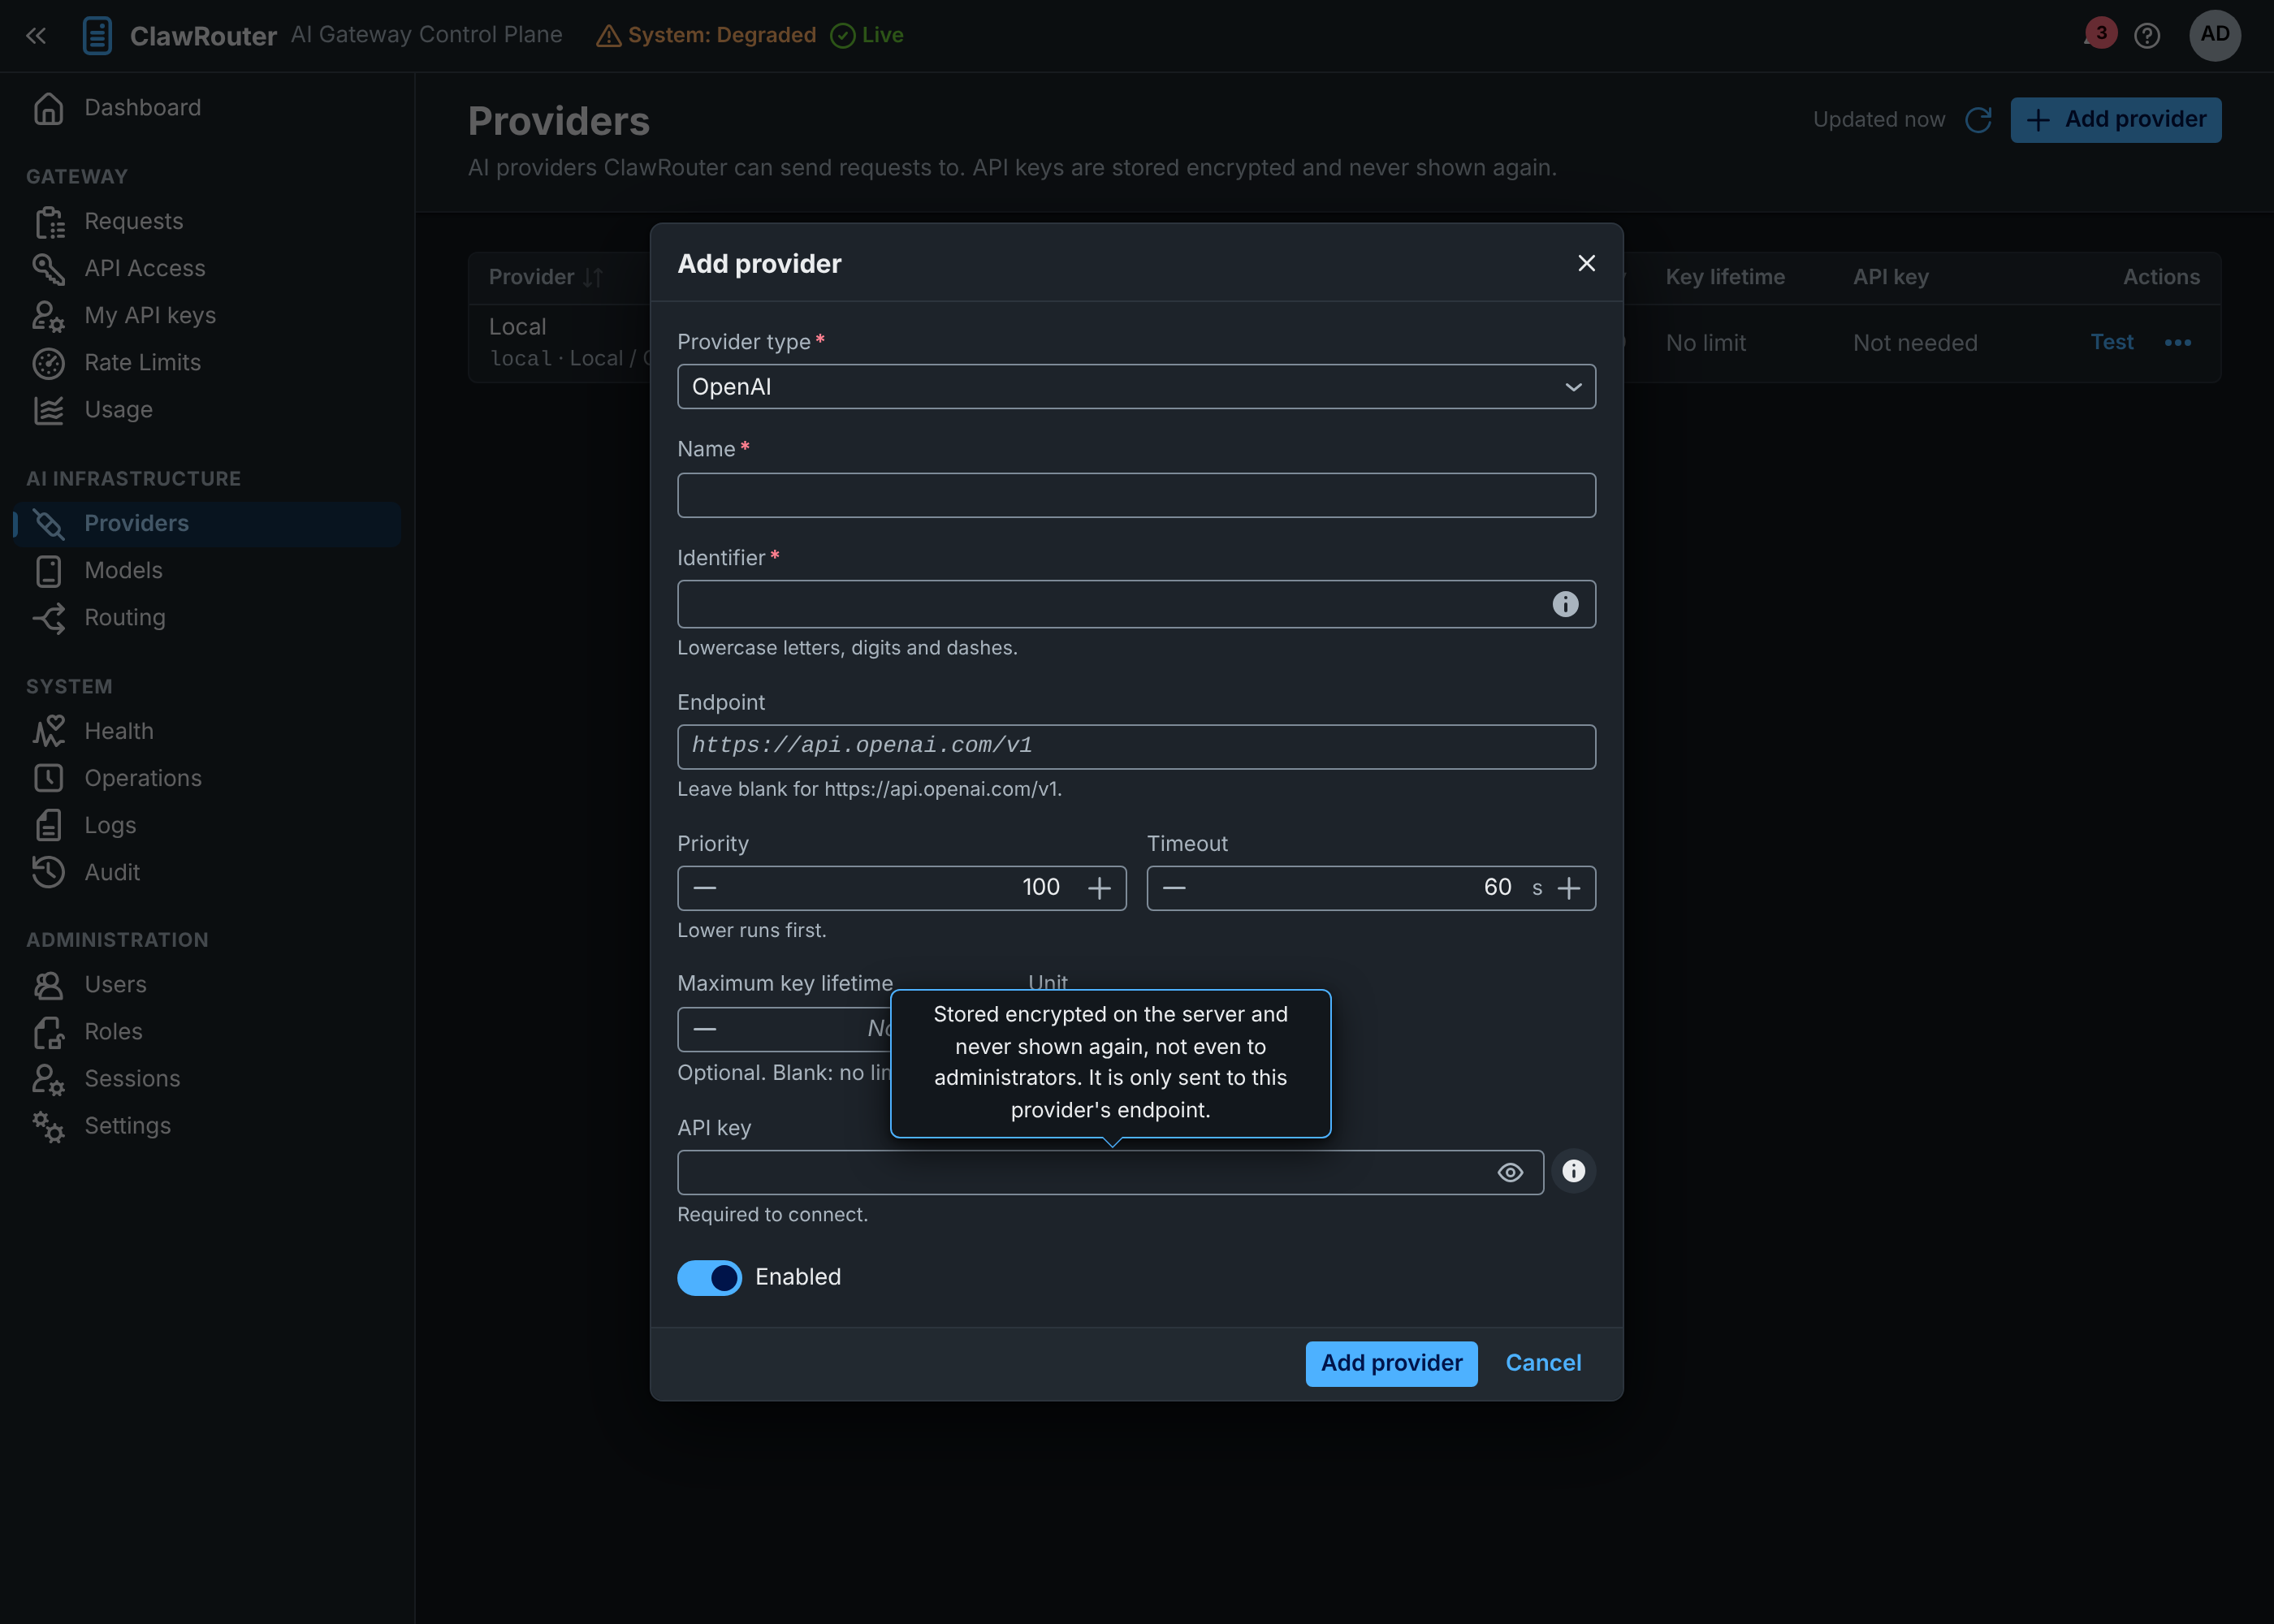 ClawRouter AI Gateway Control Plane System: Degraded Live 3 AD
Dashboard
GATEWAY
Requests
API Access
My API keys
Rate Limits
Usage
AI INFRASTRUCTURE
Providers
Models
Routing
SYSTEM
Health
Operations
Logs
Audit
ADMINISTRATION
Users
Roles
Sessions
Settings
Providers
Updated now Add provider
AI providers ClawRouter can send requests to. API keys are stored encrypted and never shown again.
Provider Key lifetime API key Actions
Local
local · Local /
No limit Not needed Test
Add provider
Provider type *
OpenAI
Name *
Identifier *
Lowercase letters, digits and dashes.
Endpoint
https://api.openai.com/v1
Leave blank for https://api.openai.com/v1.
Priority Timeout
100 60 s
Lower runs first.
Maximum key lifetime Unit
Optional. Blank: no
Stored encrypted on the server and
never shown again, not even to
administrators. It is only sent to this
provider's endpoint.
API key
Required to connect.
Enabled
Add provider Cancel